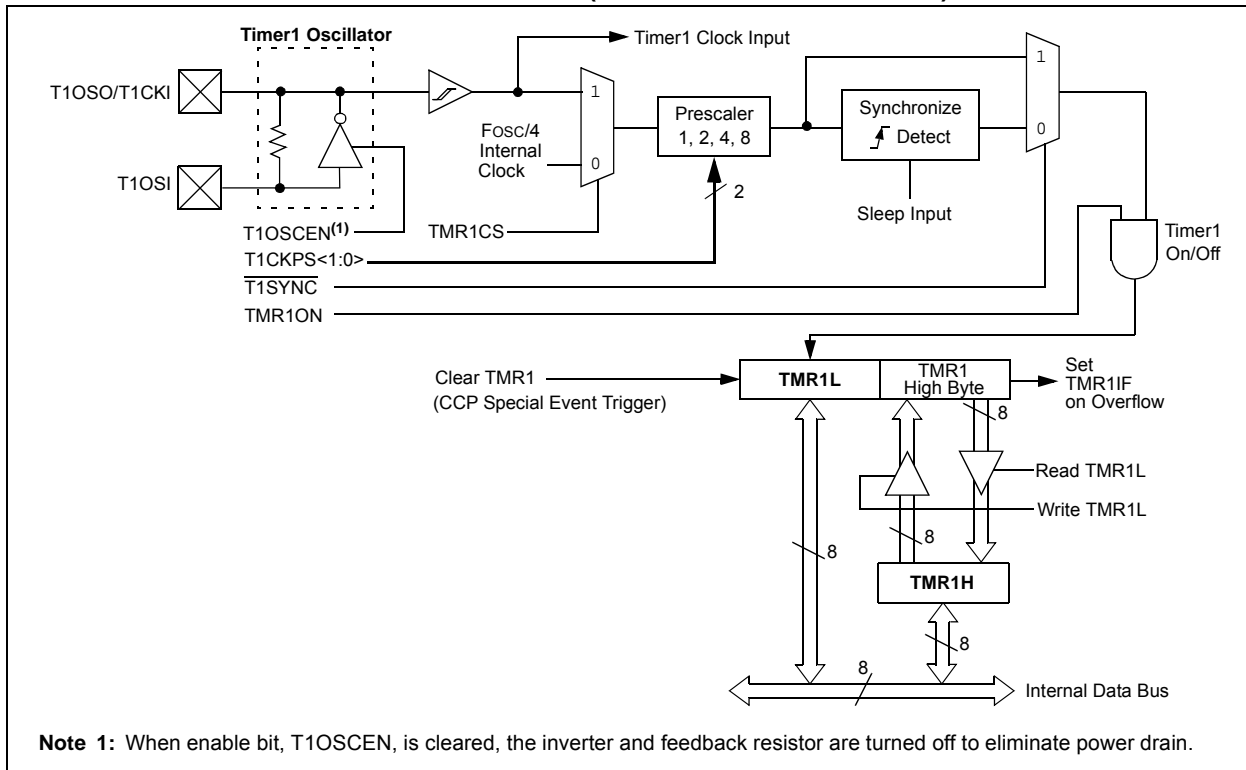 Timer1 Oscillator
Timer1 Clock Input
T1OSO/T1CKI
T1OSI
1
0
FOSC/4
Internal
Clock
Prescaler
1, 2, 4, 8
2
Synchronize
Detect
Sleep Input
1
0
T1OSCEN(1)
TMR1CS
T1CKPS<1:0>
T1SYNC
TMR1ON
Timer1
On/Off
Clear TMR1
(CCP Special Event Trigger)
TMR1L
TMR1
High Byte
Set
TMR1IF
on Overflow
8
Read TMR1L
Write TMR1L
8
8
TMR1H
8
8
Internal Data Bus
Note 1: When enable bit, T1OSCEN, is cleared, the inverter and feedback resistor are turned off to eliminate power drain.